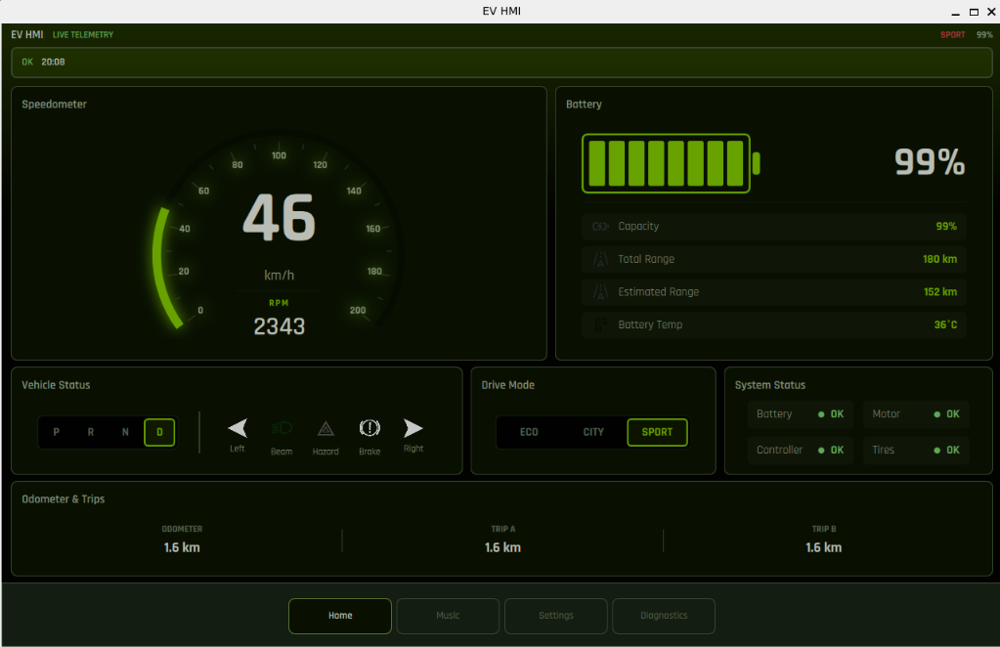 EV HMI
EV HMI LIVE TELEMETRY SPORT 99%
OK 20:08
Speedometer
0
20
40
60
80
100
120
140
160
180
200
46
km/h
RPM
2343
Battery
99%
Capacity 99%
Total Range 180 km
Estimated Range 152 km
Battery Temp 36°C
Vehicle Status
P R N D
Left Beam Hazard Brake Right
Drive Mode
ECO CITY SPORT
System Status
Battery OK Motor OK
Controller OK Tires OK
Odometer & Trips
ODOMETER TRIP A TRIP B
1.6 km 1.6 km 1.6 km
Home Music Settings Diagnostics